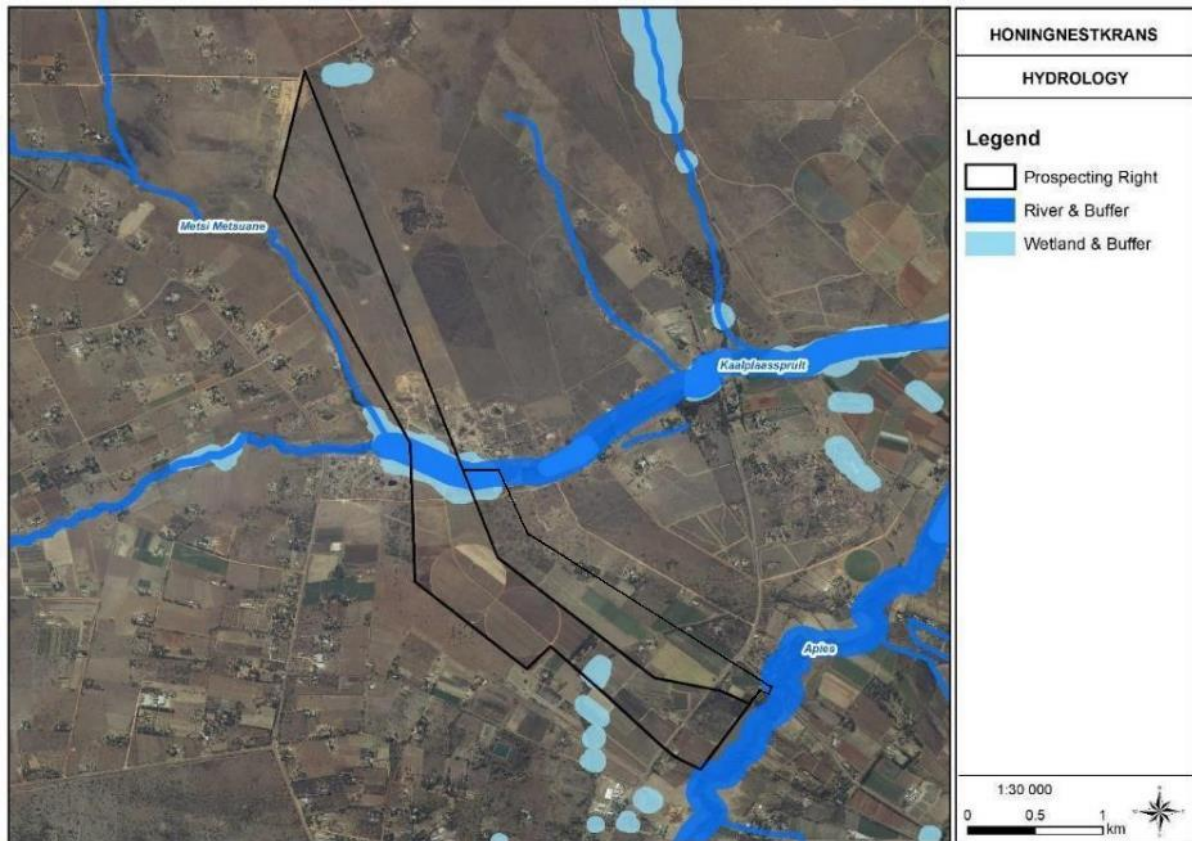 HONINGNESTKRANS
HYDROLOGY
Legend
Prospecting Right
River & Buffer
Wetland & Buffer
Metsi Metsuane
Kaalplaasspruit
Apies
1:30 000
0 0.5 1
km